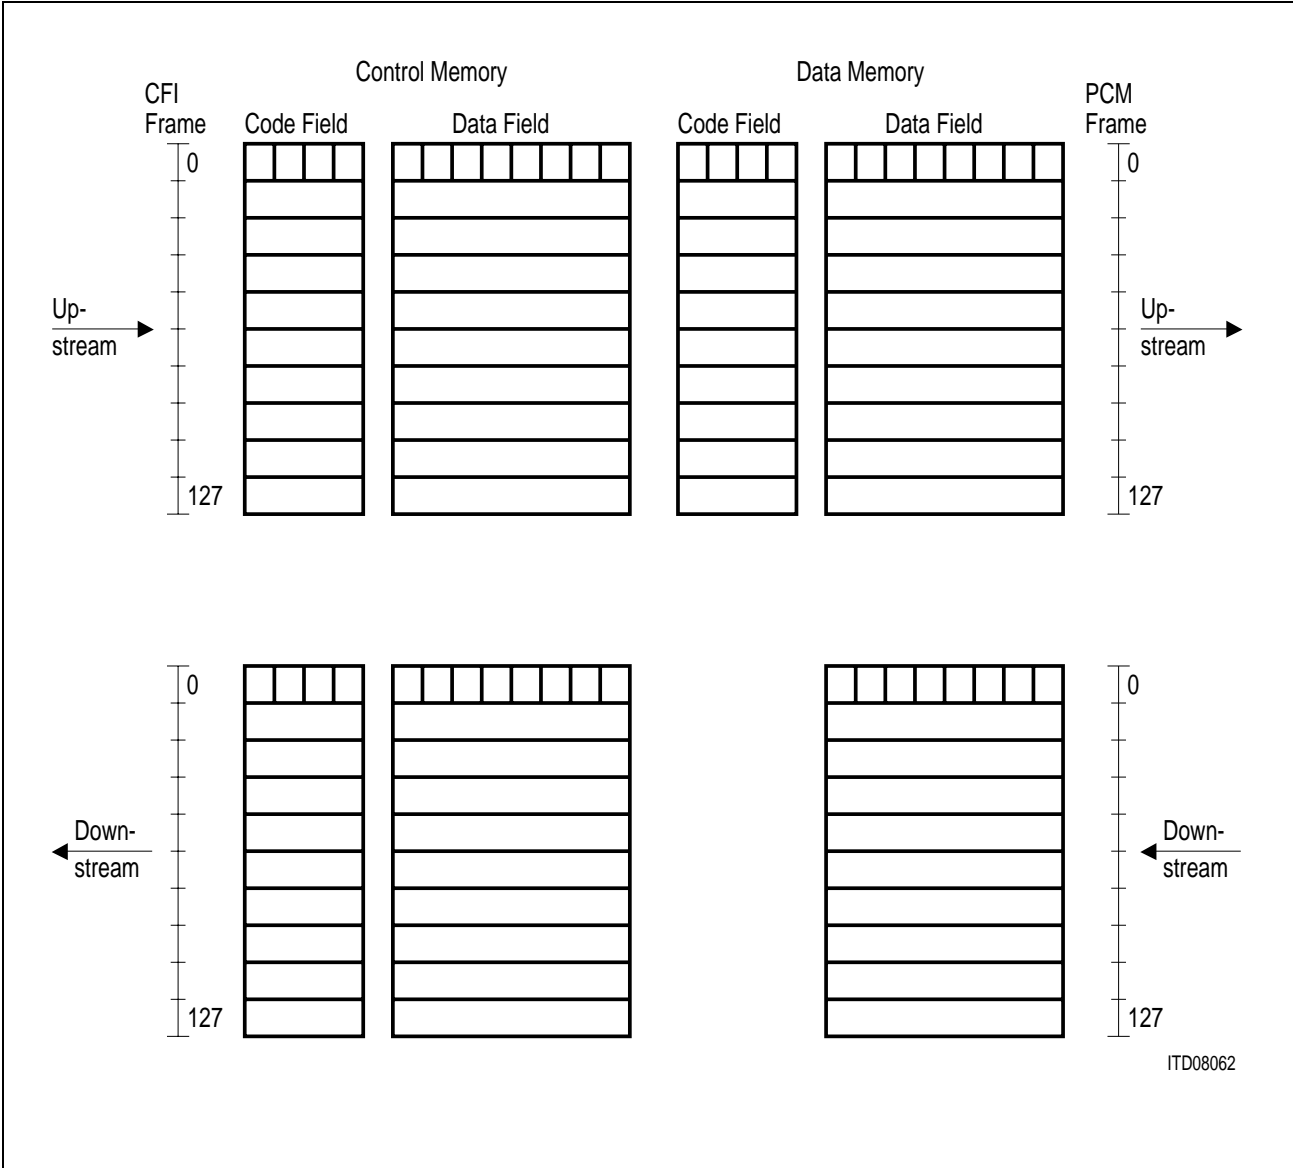 Control Memory
Data Memory
CFI
Frame
Code Field
Data Field
Code Field
Data Field
PCM
Frame
0
0
Up-
stream
Up-
stream
127
127
0
0
Down-
stream
Down-
stream
127
127
ITD08062